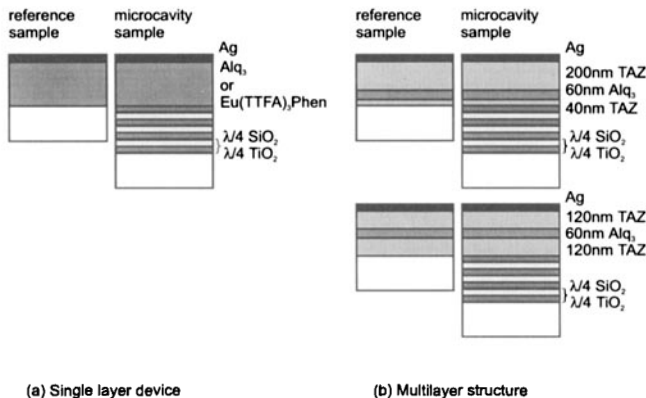 reference sample
microcavity sample
Ag
Alq₃
or
Eu(TTFA)₃Phen
λ/4 SiO₂
λ/4 TiO₂
(a) Single layer device
reference sample
microcavity sample
Ag
200nm TAZ
60nm Alq₃
40nm TAZ
λ/4 SiO₂
λ/4 TiO₂
Ag
120nm TAZ
60nm Alq₃
120nm TAZ
λ/4 SiO₂
λ/4 TiO₂
(b) Multilayer structure